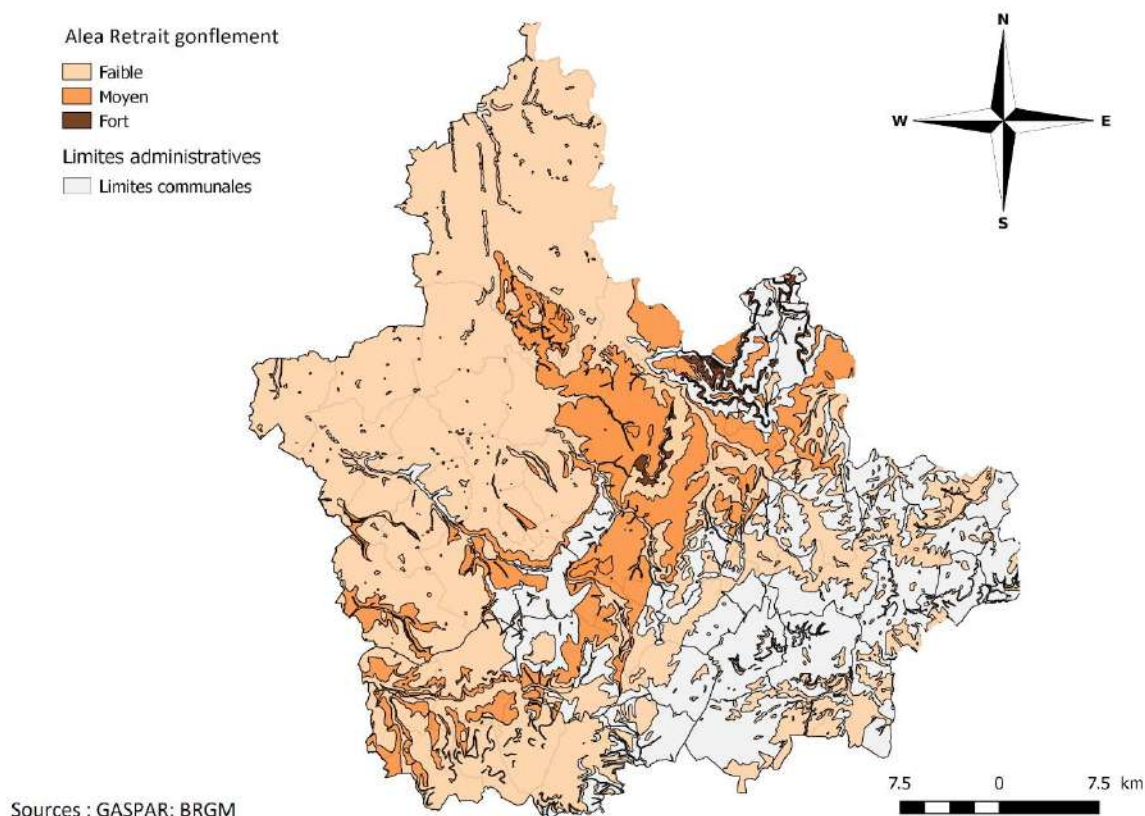 Alea Retrait gonflement
Faible
Moyen
Fort
Limites administratives
Limites communales
N
W
E
S
7.5 0 7.5 km
Sources : GASPAR; BRGM